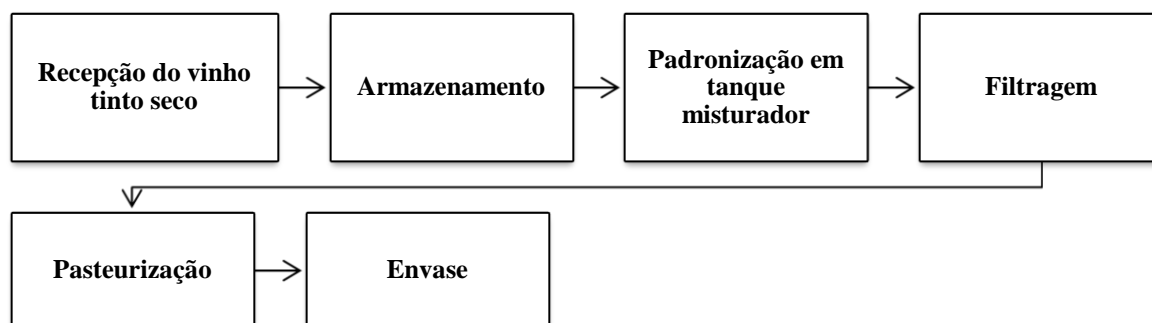 Recepção do vinho
tinto seco
Armazenamento
Padronização em
tanque
misturador
Filtragem
Pasteurização
Envase